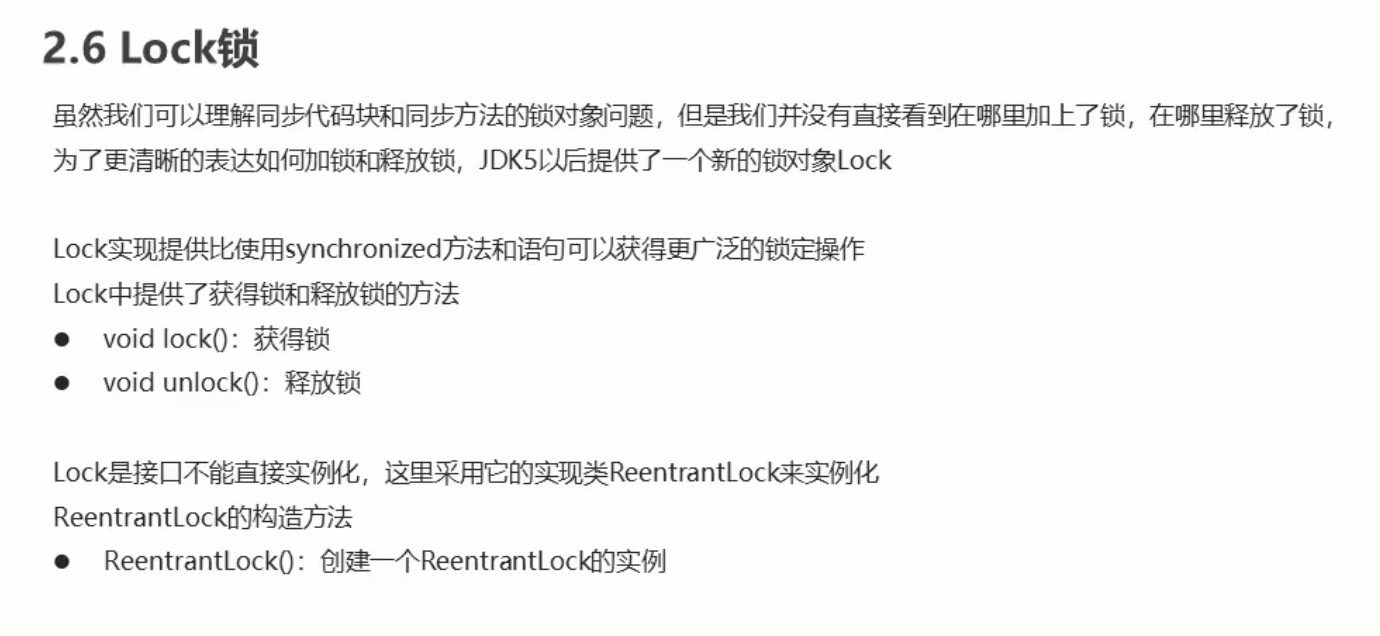 2.6 Lock锁
虽然我们可以理解同步代码块和同步方法的锁对象问题，但是我们并没有直接看到在哪里加上了锁，在哪里释放了锁，
为了更清晰的表达如何加锁和释放锁，JDK5以后提供了一个新的锁对象Lock
Lock实现提供比使用synchronized方法和语句可以获得更广泛的锁定操作
Lock中提供了获得锁和释放锁的方法
● void lock()：获得锁
● void unlock()：释放锁
Lock是接口不能直接实例化，这里采用它的实现类ReentrantLock来实例化
ReentrantLock的构造方法
● ReentrantLock()：创建一个ReentrantLock的实例